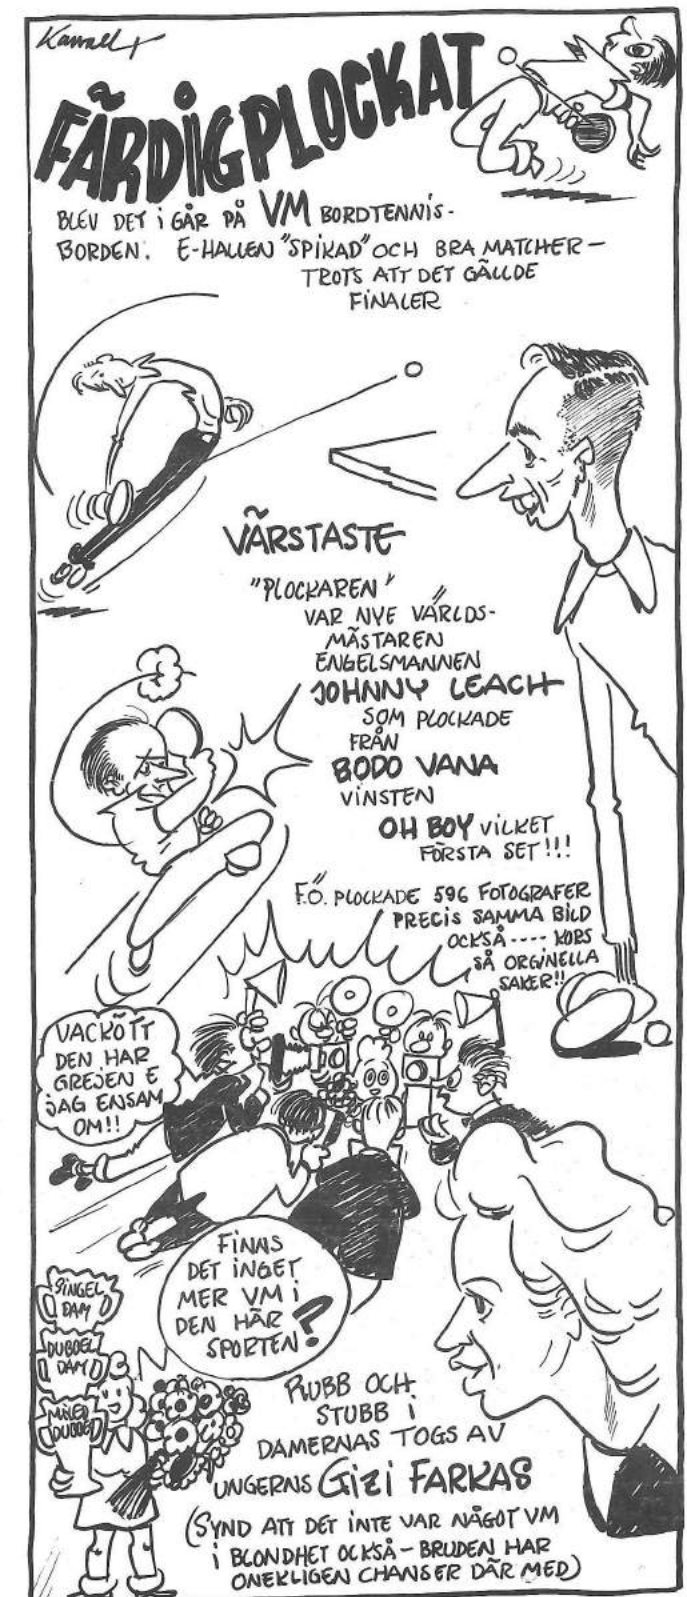 Kavalt
FÄRDIGPLOCKAT
BLEV DET i GÅR PÅ VM BORDTENNIS-
BORDEN. E-HALLEN "SPIKAD" OCH BRA MATCHER -
TROTS ATT DET GÄLLDE
FINALER
VÄRSTASTE
"PLOCKAREN"
VAR NYE VÄRLDS-
MÄSTAREN
ENGELSMANNEN
JOHNNY LEACH
SOM PLOCKADE
FRÅN
BODO VANA
VINSTEN
OH BOY VILKET
FÖRSTA SET!!!
F.Ö. PLOCKADE 596 FOTOGRAFER
PRECIS SAMMA BILD
OCKSÅ ---- KORS
SÅ ORGINELLA
SAKER!!
VACKÖTT
DEN HÄR
GREJEN E
JAG ENSAM
OM!!
FINNS
DET INGET
MER VM I
DEN HÄR
SPORTEN?
SINGEL
DAM
DUBBEL
DAM
MIXED
DUBBEL
RUBB OCH
STUBB I
DAMERNAS TOGS AV
UNGERNS GIZI FARKAS
(SYND ATT DET INTE VAR NÅGOT VM
I BLONDHET OCKSÅ - BRUDEN HAR
ONEKLIGEN CHANSER DÄR MED)